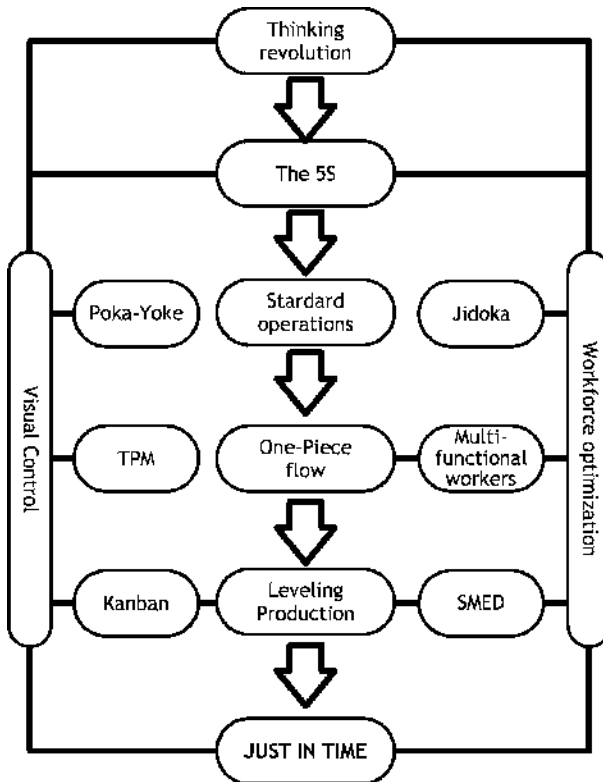 Thinking
revolution
The 5S
Poka-Yoke
Stardard
operations
Jidoka
Visual Control
Workforce optimization
TPM
One-Piece
flow
Multi-
functional
workers
Kanban
Leveling
Production
SMED
JUST IN TIME